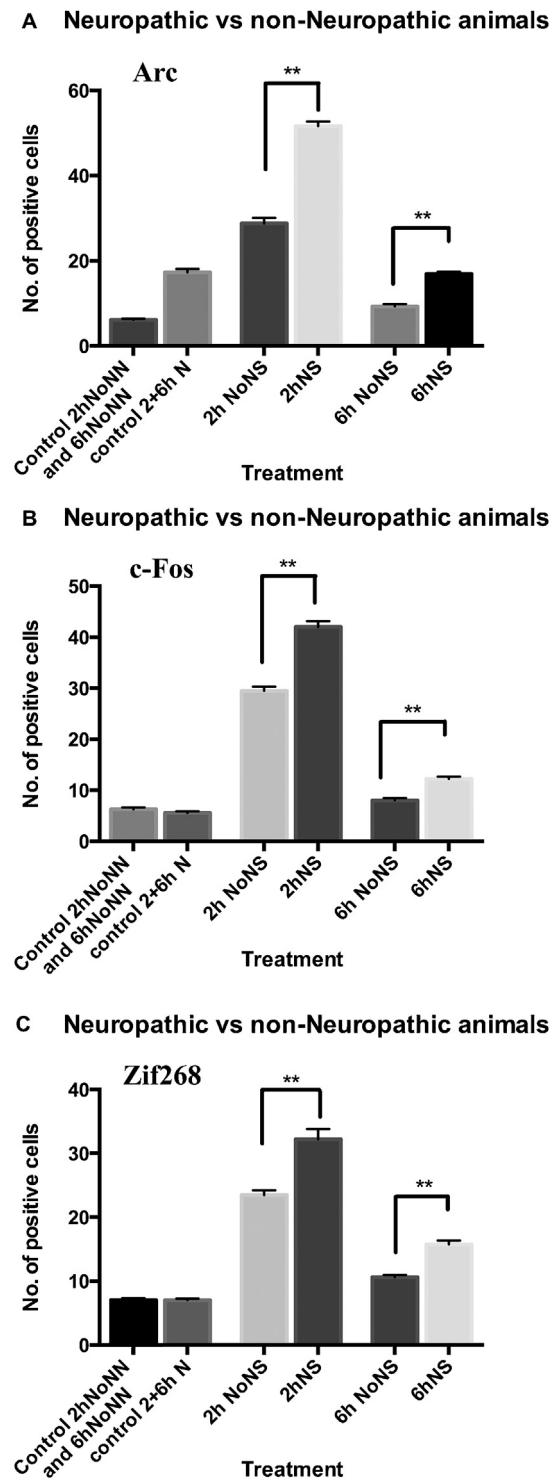 A Neuropathic vs non-Neuropathic animals
Arc
**
**
60
40
20
0
No. of positive cells
Control 2hNoNN
and 6hNoNN
control 2+6h N
2h NoNS
2hNS
6h NoNS
6hNS
Treatment
B Neuropathic vs non-Neuropathic animals
c-Fos
**
**
50
40
30
20
10
0
No. of positive cells
Control 2hNoNN
and 6hNoNN
control 2+6h N
2h NoNS
2hNS
6h NoNS
6hNS
Treatment
C Neuropathic vs non-Neuropathic animals
Zif268
**
**
40
30
20
10
0
No. of positive cells
Control 2hNoNN
and 6hNoNN
control 2+6h N
2h NoNS
2hNS
6h NoNS
6hNS
Treatment